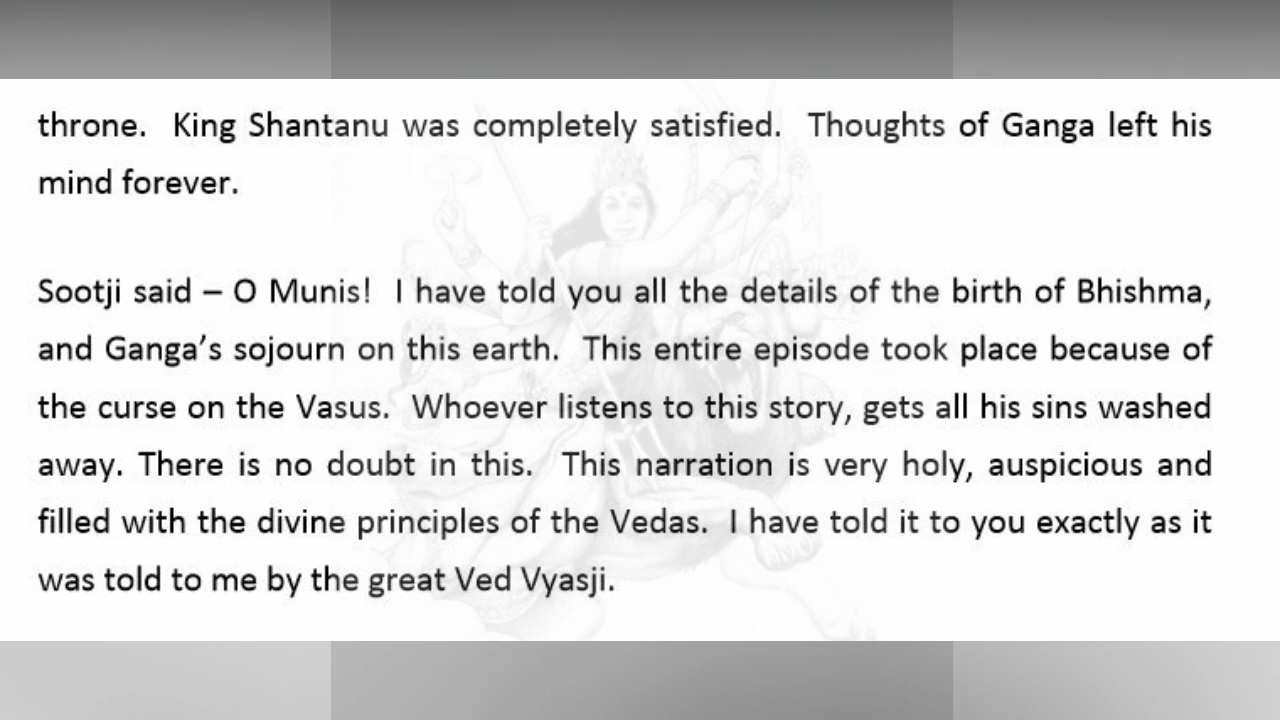 throne.  King Shantanu was completely satisfied.  Thoughts of Ganga left his
mind forever.
Sootji said – O Munis!  I have told you all the details of the birth of Bhishma,
and Ganga’s sojourn on this earth.  This entire episode took place because of
the curse on the Vasus.  Whoever listens to this story, gets all his sins washed
away. There is no doubt in this.  This narration is very holy, auspicious and
filled with the divine principles of the Vedas.  I have told it to you exactly as it
was told to me by the great Ved Vyasji.